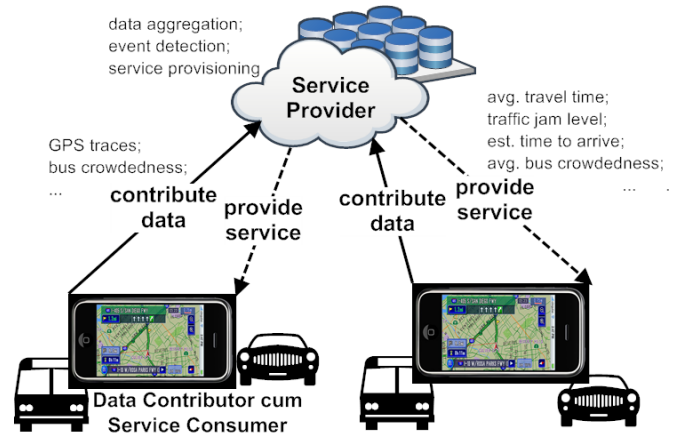 data aggregation;
event detection;
service provisioning
Service
Provider
avg. travel time;
traffic jam level;
est. time to arrive;
avg. bus crowdedness;
... .
GPS traces;
bus crowdedness;
...
contribute
data
provide
service
contribute
data
provide
service
Data Contributor cum
Service Consumer